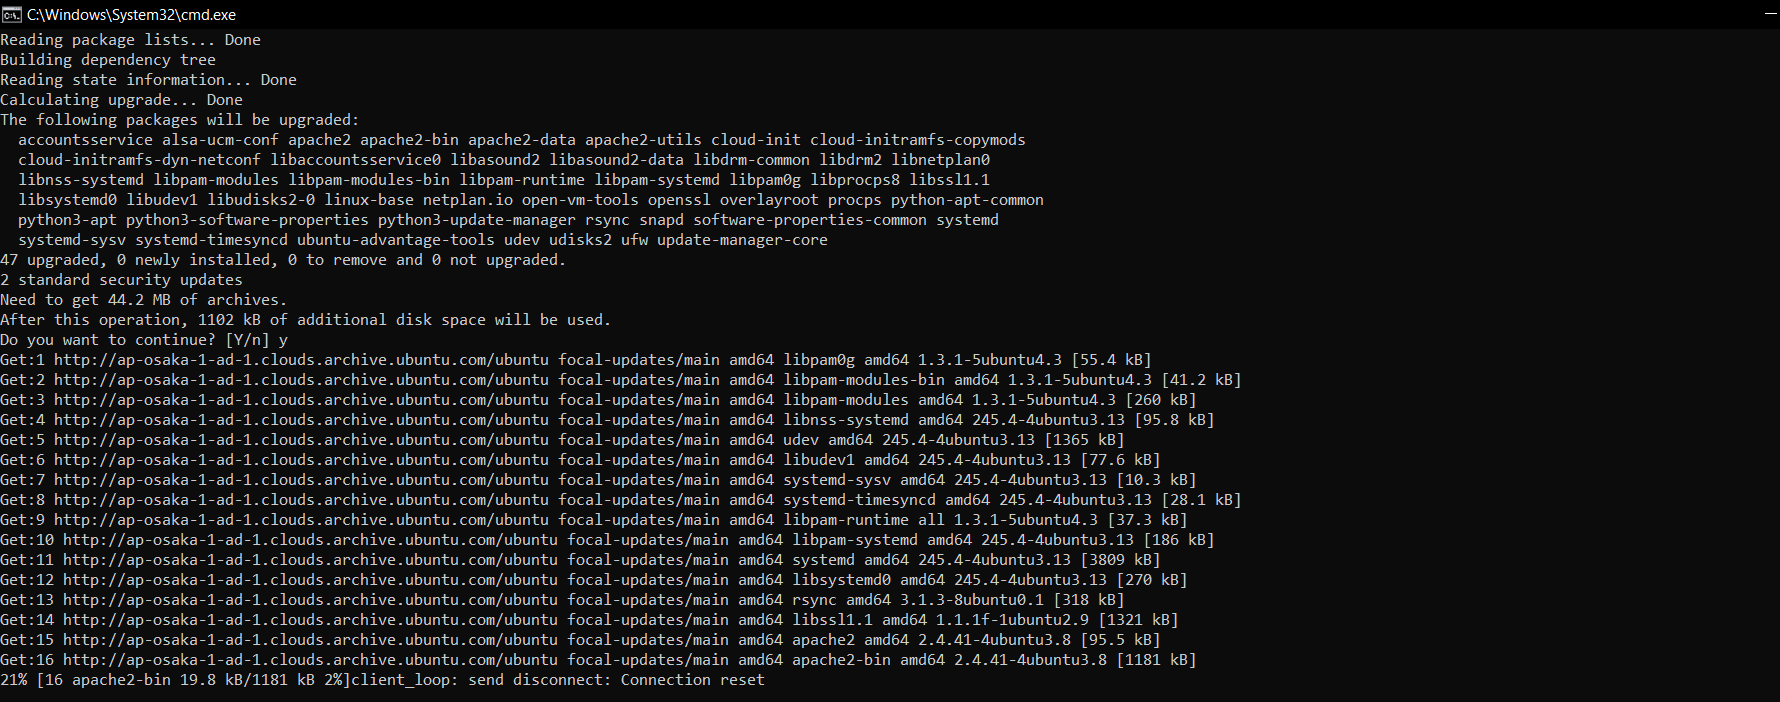 C:\Windows\System32\cmd.exe
Reading package lists... Done
Building dependency tree
Reading state information... Done
Calculating upgrade... Done
The following packages will be upgraded:
  accountsservice alsa-ucm-conf apache2 apache2-bin apache2-data apache2-utils cloud-init cloud-initramfs-copymods
  cloud-initramfs-dyn-netconf libaccountsservice0 libasound2 libasound2-data libdrm-common libdrm2 libnetplan0
  libnss-systemd libpam-modules libpam-modules-bin libpam-runtime libpam-systemd libpam0g libprocps8 libssl1.1
  libsystemd0 libudev1 libudisks2-0 linux-base netplan.io open-vm-tools openssl overlayroot procps python-apt-common
  python3-apt python3-software-properties python3-update-manager rsync snapd software-properties-common systemd
  systemd-sysv systemd-timesyncd ubuntu-advantage-tools udev udisks2 ufw update-manager-core
47 upgraded, 0 newly installed, 0 to remove and 0 not upgraded.
2 standard security updates
Need to get 44.2 MB of archives.
After this operation, 1102 kB of additional disk space will be used.
Do you want to continue? [Y/n] y
Get:1 http://ap-osaka-1-ad-1.clouds.archive.ubuntu.com/ubuntu focal-updates/main amd64 libpam0g amd64 1.3.1-5ubuntu4.3 [55.4 kB]
Get:2 http://ap-osaka-1-ad-1.clouds.archive.ubuntu.com/ubuntu focal-updates/main amd64 libpam-modules-bin amd64 1.3.1-5ubuntu4.3 [41.2 kB]
Get:3 http://ap-osaka-1-ad-1.clouds.archive.ubuntu.com/ubuntu focal-updates/main amd64 libpam-modules amd64 1.3.1-5ubuntu4.3 [260 kB]
Get:4 http://ap-osaka-1-ad-1.clouds.archive.ubuntu.com/ubuntu focal-updates/main amd64 libnss-systemd amd64 245.4-4ubuntu3.13 [95.8 kB]
Get:5 http://ap-osaka-1-ad-1.clouds.archive.ubuntu.com/ubuntu focal-updates/main amd64 udev amd64 245.4-4ubuntu3.13 [1365 kB]
Get:6 http://ap-osaka-1-ad-1.clouds.archive.ubuntu.com/ubuntu focal-updates/main amd64 libudev1 amd64 245.4-4ubuntu3.13 [77.6 kB]
Get:7 http://ap-osaka-1-ad-1.clouds.archive.ubuntu.com/ubuntu focal-updates/main amd64 systemd-sysv amd64 245.4-4ubuntu3.13 [10.3 kB]
Get:8 http://ap-osaka-1-ad-1.clouds.archive.ubuntu.com/ubuntu focal-updates/main amd64 systemd-timesyncd amd64 245.4-4ubuntu3.13 [28.1 kB]
Get:9 http://ap-osaka-1-ad-1.clouds.archive.ubuntu.com/ubuntu focal-updates/main amd64 libpam-runtime all 1.3.1-5ubuntu4.3 [37.3 kB]
Get:10 http://ap-osaka-1-ad-1.clouds.archive.ubuntu.com/ubuntu focal-updates/main amd64 libpam-systemd amd64 245.4-4ubuntu3.13 [186 kB]
Get:11 http://ap-osaka-1-ad-1.clouds.archive.ubuntu.com/ubuntu focal-updates/main amd64 systemd amd64 245.4-4ubuntu3.13 [3809 kB]
Get:12 http://ap-osaka-1-ad-1.clouds.archive.ubuntu.com/ubuntu focal-updates/main amd64 libsystemd0 amd64 245.4-4ubuntu3.13 [270 kB]
Get:13 http://ap-osaka-1-ad-1.clouds.archive.ubuntu.com/ubuntu focal-updates/main amd64 rsync amd64 3.1.3-8ubuntu0.1 [318 kB]
Get:14 http://ap-osaka-1-ad-1.clouds.archive.ubuntu.com/ubuntu focal-updates/main amd64 libssl1.1 amd64 1.1.1f-1ubuntu2.9 [1321 kB]
Get:15 http://ap-osaka-1-ad-1.clouds.archive.ubuntu.com/ubuntu focal-updates/main amd64 apache2 amd64 2.4.41-4ubuntu3.8 [95.5 kB]
Get:16 http://ap-osaka-1-ad-1.clouds.archive.ubuntu.com/ubuntu focal-updates/main amd64 apache2-bin amd64 2.4.41-4ubuntu3.8 [1181 kB]
21% [16 apache2-bin 19.8 kB/1181 kB 2%]client_loop: send disconnect: Connection reset